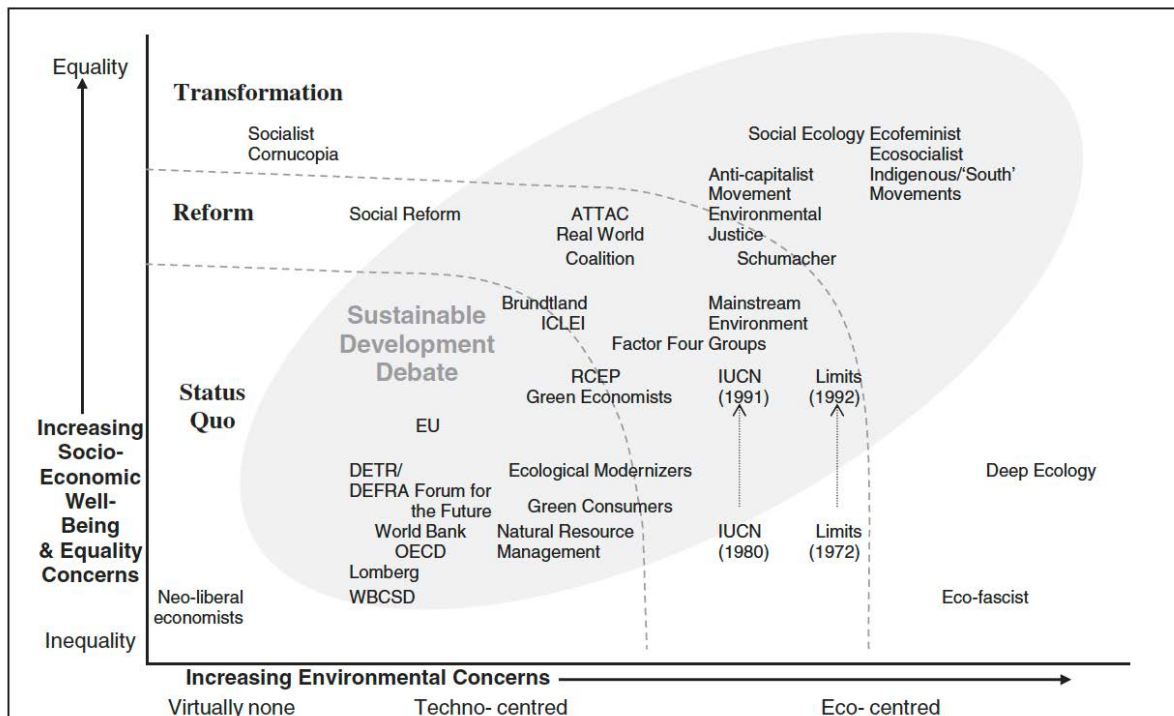 Equality
Transformation
Socialist
Cornucopia
Social Ecology Ecofeminist
Ecosocialist
Indigenous/‘South’
Movements
Anti-capitalist
Movement
Environmental
Justice
Reform
Social Reform
ATTAC
Real World
Coalition
Schumacher
Sustainable
Development
Debate
Brundtland
ICLEI
Mainstream
Environment
Factor Four Groups
Status
Quo
RCEP
Green Economists
IUCN
(1991)
Limits
(1992)
EU
Increasing
Socio-
Economic
Well-
Being
& Equality
Concerns
DETR/
DEFRA Forum for
the Future
World Bank
OECD
Lomberg
WBCSD
Ecological Modernizers
Green Consumers
Natural Resource
Management
IUCN
(1980)
Limits
(1972)
Deep Ecology
Eco-fascist
Neo-liberal
economists
Inequality
Increasing Environmental Concerns
Virtually none
Techno- centred
Eco- centred